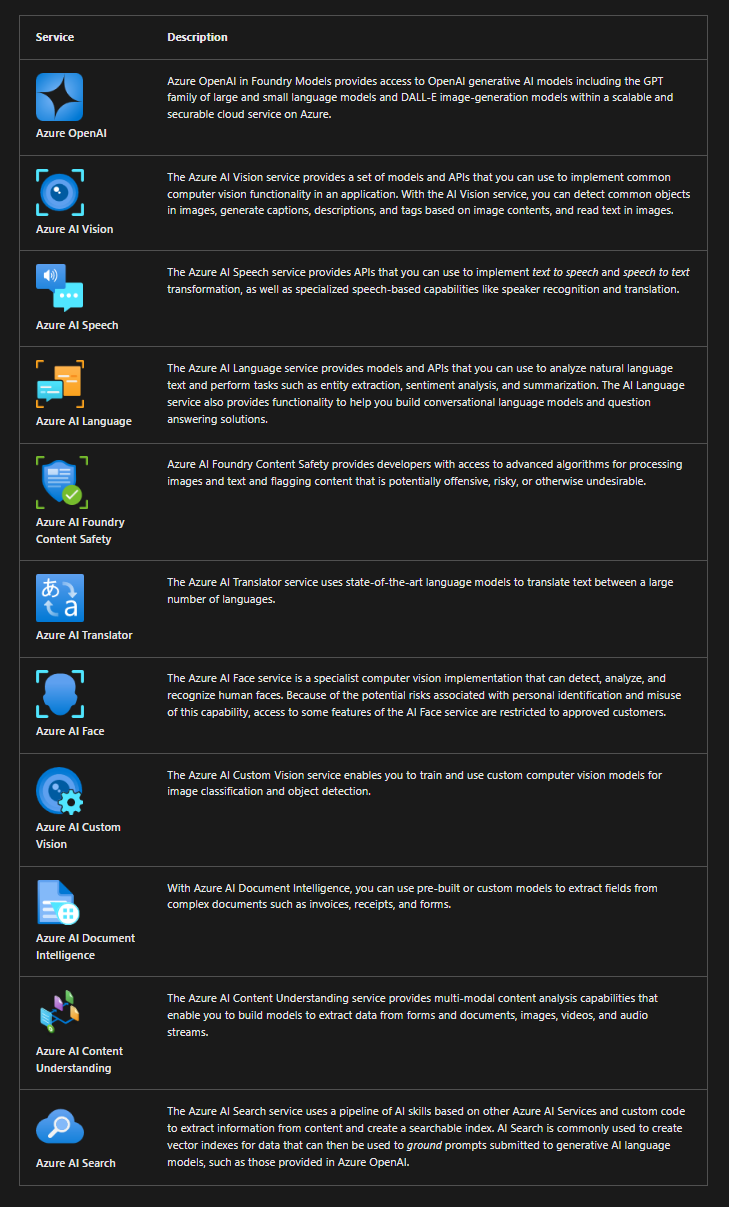 Service Description
Azure OpenAI in Foundry Models provides access to OpenAI generative AI models including the GPT
family of large and small language models and DALL-E image-generation models within a scalable and
securable cloud service on Azure.
Azure OpenAI
The Azure AI Vision service provides a set of models and APIs that you can use to implement common
computer vision functionality in an application. With the AI Vision service, you can detect common objects
in images, generate captions, descriptions, and tags based on image contents, and read text in images.
Azure AI Vision
The Azure AI Speech service provides APIs that you can use to implement text to speech and speech to text
transformation, as well as specialized speech-based capabilities like speaker recognition and translation.
Azure AI Speech
The Azure AI Language service provides models and APIs that you can use to analyze natural language
text and perform tasks such as entity extraction, sentiment analysis, and summarization. The AI Language
service also provides functionality to help you build conversational language models and question
answering solutions.
Azure AI Language
Azure AI Foundry Content Safety provides developers with access to advanced algorithms for processing
images and text and flagging content that is potentially offensive, risky, or otherwise undesirable.
Azure AI Foundry
Content Safety
The Azure AI Translator service uses state-of-the-art language models to translate text between a large
number of languages.
あ
a
Azure AI Translator
The Azure AI Face service is a specialist computer vision implementation that can detect, analyze, and
recognize human faces. Because of the potential risks associated with personal identification and misuse
of this capability, access to some features of the AI Face service are restricted to approved customers.
Azure AI Face
The Azure AI Custom Vision service enables you to train and use custom computer vision models for
image classification and object detection.
Azure AI Custom
Vision
With Azure AI Document Intelligence, you can use pre-built or custom models to extract fields from
complex documents such as invoices, receipts, and forms.
Azure AI Document
Intelligence
The Azure AI Content Understanding service provides multi-modal content analysis capabilities that
enable you to build models to extract data from forms and documents, images, videos, and audio
streams.
Azure AI Content
Understanding
The Azure AI Search service uses a pipeline of AI skills based on other Azure AI Services and custom code
to extract information from content and create a searchable index. AI Search is commonly used to create
vector indexes for data that can then be used to ground prompts submitted to generative AI language
models, such as those provided in Azure OpenAI.
Azure AI Search